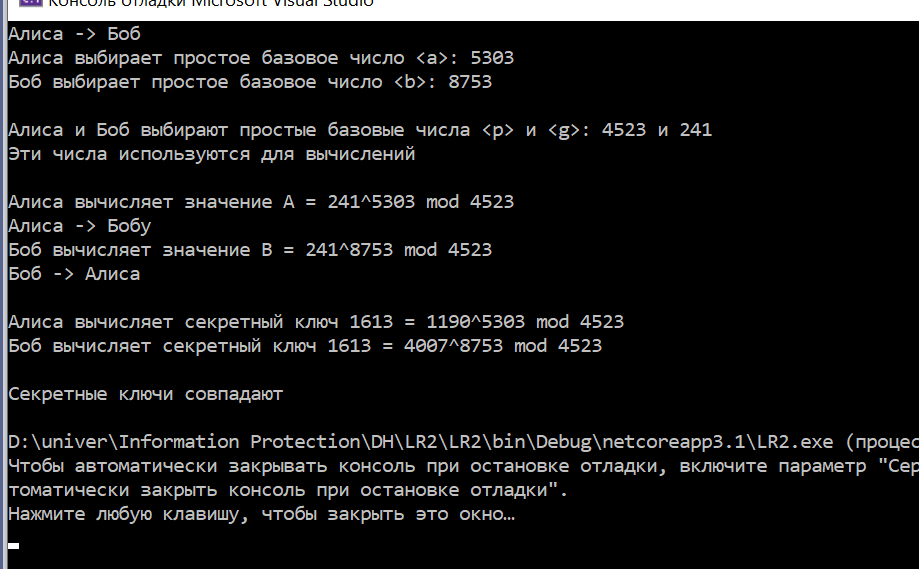 Консоль отладки Microsoft Visual Studio
Алиса -> Боб
Алиса выбирает простое базовое число <a>: 5303
Боб выбирает простое базовое число <b>: 8753
Алиса и Боб выбирают простые базовые числа <p> и <g>: 4523 и 241
Эти числа используются для вычислений
Алиса вычисляет значение A = 241^5303 mod 4523
Алиса -> Бобу
Боб вычисляет значение B = 241^8753 mod 4523
Боб -> Алиса
Алиса вычисляет секретный ключ 1613 = 1190^5303 mod 4523
Боб вычисляет секретный ключ 1613 = 4007^8753 mod 4523
Секретные ключи совпадают
D:\univer\Information Protection\DH\LR2\LR2\bin\Debug\netcoreapp3.1\LR2.exe (процес
Чтобы автоматически закрывать консоль при остановке отладки, включите параметр "Сер
томатически закрыть консоль при остановке отладки".
Нажмите любую клавишу, чтобы закрыть это окно…